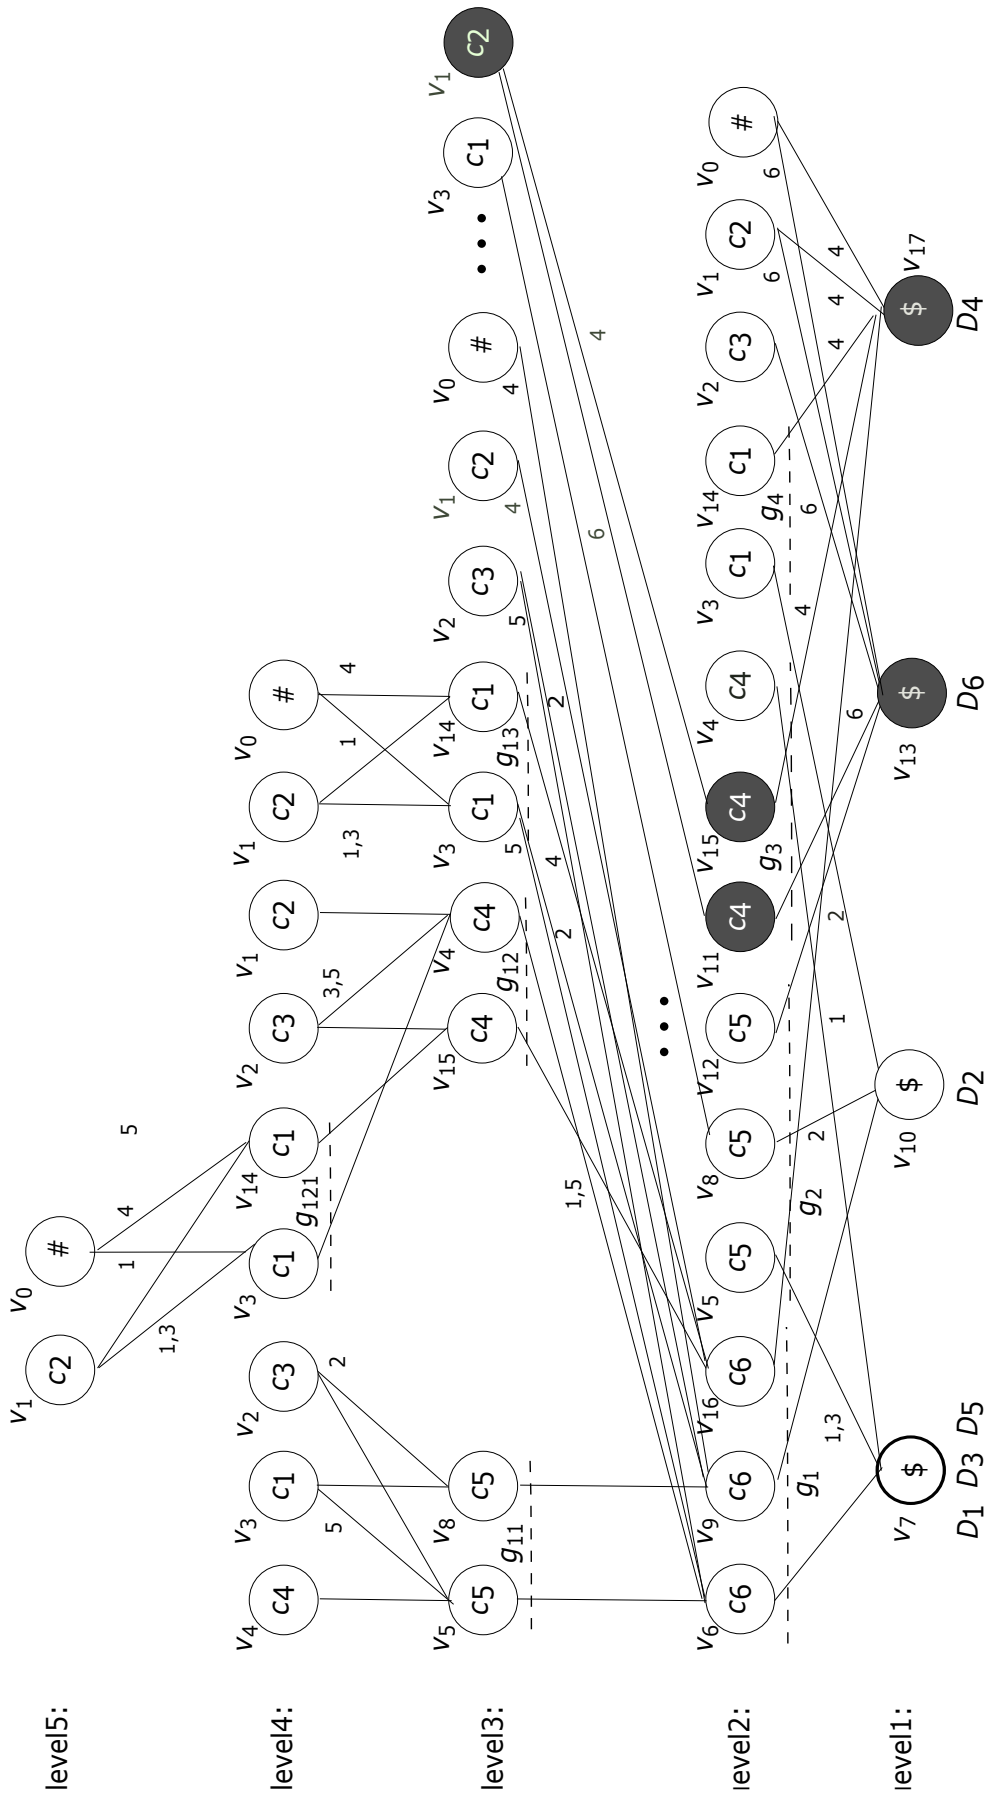 level5:
v1 c2
v0 #
1,3
1
4
5
level4:
v4 c4
v3 c1
v2 c3
v3 c1
v14 c1
v2 c3
v1 c2
v1 c2
v0 #
5
2
g121
3,5
1,3
1
4
level3:
v5 c5
v8 c5
v15 c4
v4 c4
v3 c1
v14 c1
v2 c3
v1 c2
v0 #
...
v3 c1
v1 c2
g11
g12
g13
5
5
4
4
2
4
2
1,5
6
4
...
level2:
v6 c6
v9 c6
v16 c6
v5 c5
v8 c5
v12 c5
v11 c4
v15 c4
v4 c4
v3 c1
v14 c1
v2 c3
v1 c2
v0 #
g1
g2
g3
g4
1,3
2
1
2
6
4
6
4
4
4
6
6
level1:
v7 $
v10 $
v13 $
v17 $
D1 D3 D5
D2
D6
D4